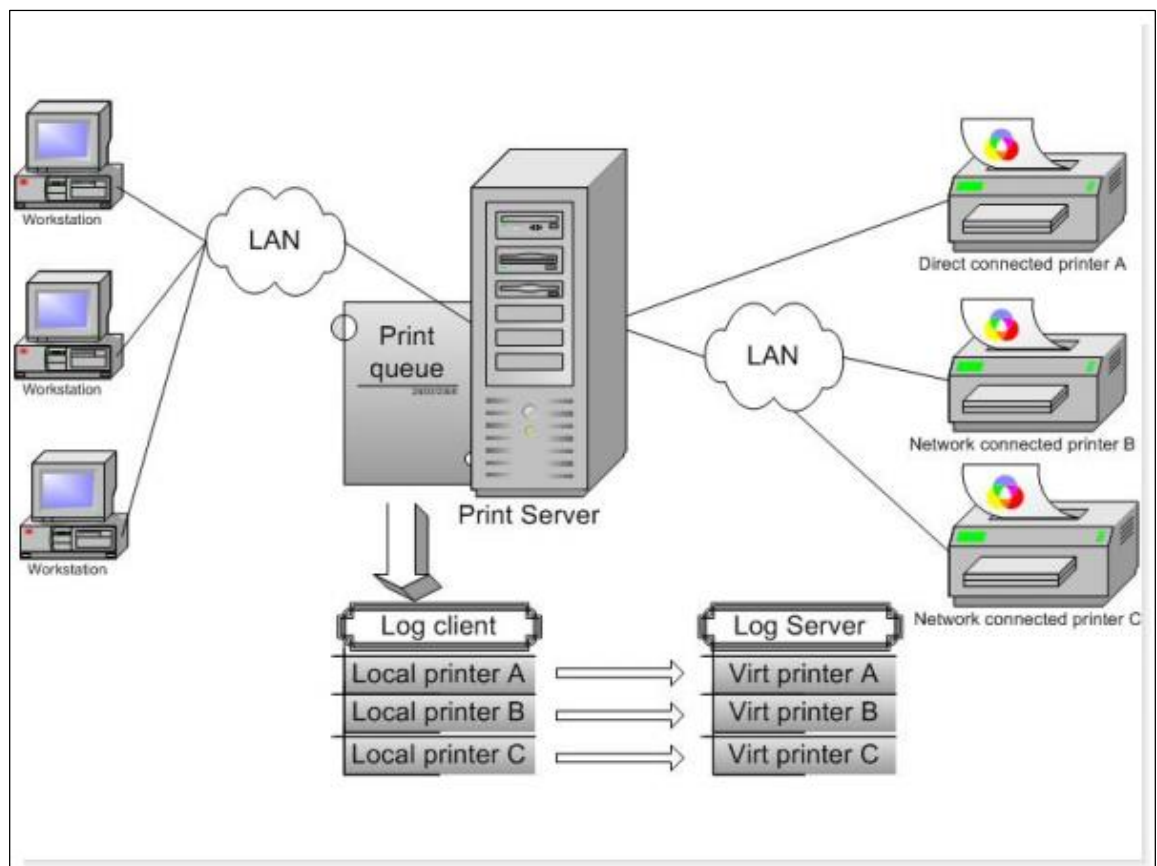 Workstation
LAN
Direct connected printer A
Workstation
Print
queue
LAN
Network connected printer B
Print Server
Workstation
Network connected printer C
Log client
Log Server
Local printer A
Virt printer A
Local printer B
Virt printer B
Local printer C
Virt printer C